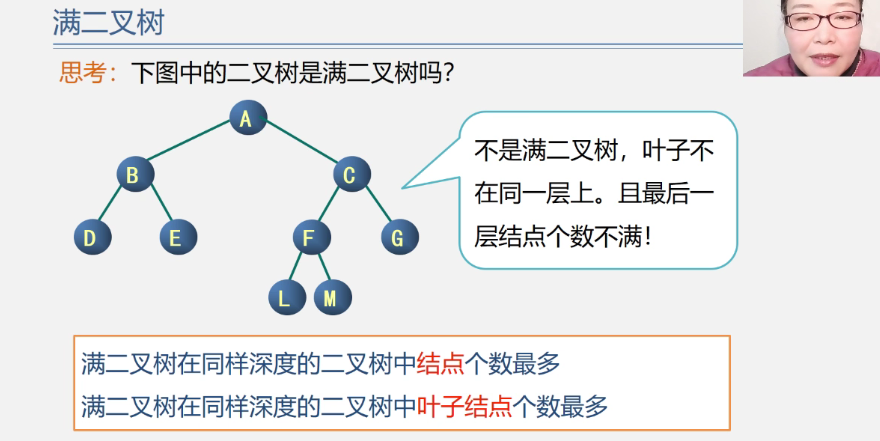 满二叉树
思考：下图中的二叉树是满二叉树吗？
A
B
C
D
E
F
G
L
M
不是满二叉树，叶子不
在同一层上。且最后一
层结点个数不满！
满二叉树在同样深度的二叉树中结点个数最多
满二叉树在同样深度的二叉树中叶子结点个数最多